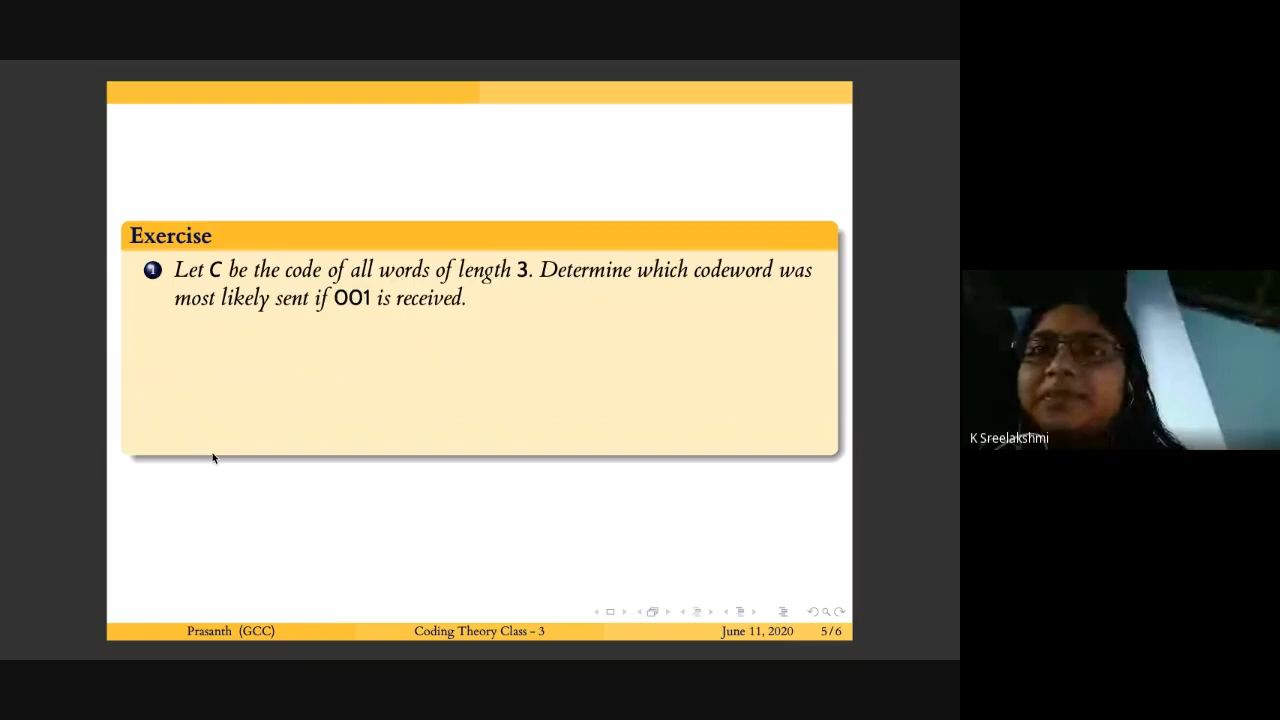 Exercise
1 Let C be the code of all words of length 3. Determine which codeword was
most likely sent if 001 is received.
K Sreelakshmi
Prasanth (GCC) Coding Theory Class - 3 June 11, 2020 5/6